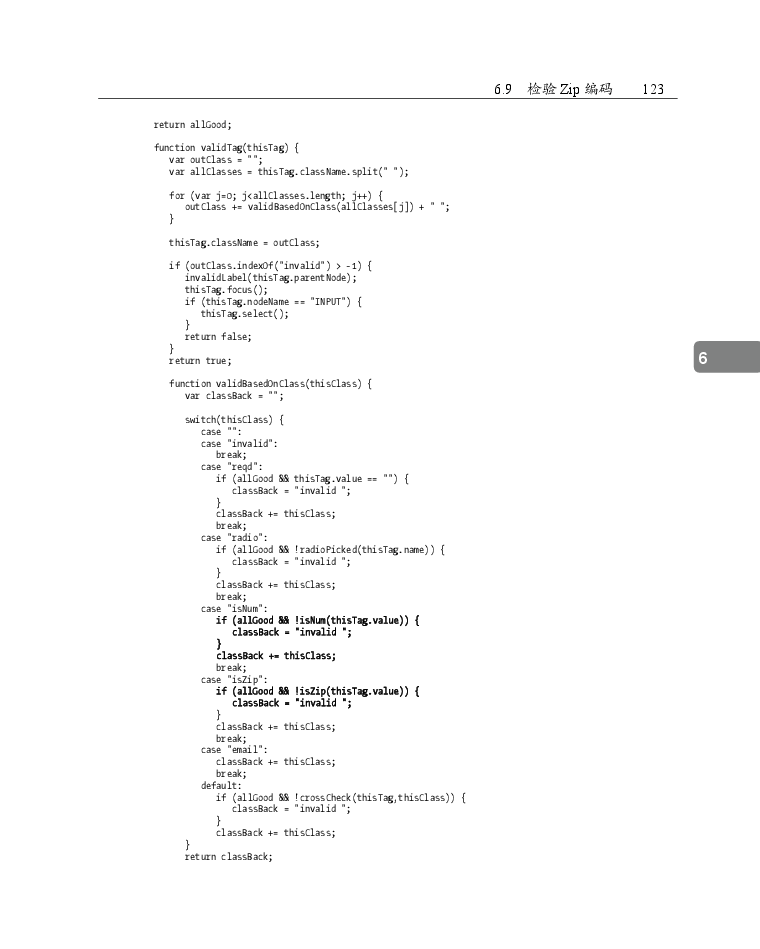 6.9 检验 Zip 编码 123
return allGood;
function validTag(thisTag) {
var outClass = "";
var allClasses = thisTag.className.split(" ");
for (var j=0; j<allClasses.length; j++) {
outClass += validBasedOnClass(allClasses[j]) + " ";
}
thisTag.className = outClass;
if (outClass.indexOf("invalid") > -1) {
invalidLabel(thisTag.parentNode);
thisTag.focus();
if (thisTag.nodeName == "INPUT") {
thisTag.select();
}
return false;
}
return true;
6
function validBasedOnClass(thisClass) {
var classBack = "";
switch(thisClass) {
case "":
case "invalid":
break;
case "reqd":
if (allGood && thisTag.value == "") {
classBack = "invalid ";
}
classBack += thisClass;
break;
case "radio":
if (allGood && !radioPicked(thisTag.name)) {
classBack = "invalid ";
}
classBack += thisClass;
break;
case "isNum":
if (allGood && !isNum(thisTag.value)) {
classBack = "invalid ";
}
classBack += thisClass;
break;
case "isZip":
if (allGood && !isZip(thisTag.value)) {
classBack = "invalid ";
}
classBack += thisClass;
break;
case "email":
classBack += thisClass;
break;
default:
if (allGood && !crossCheck(thisTag,thisClass)) {
classBack = "invalid ";
}
classBack += thisClass;
}
return classBack;